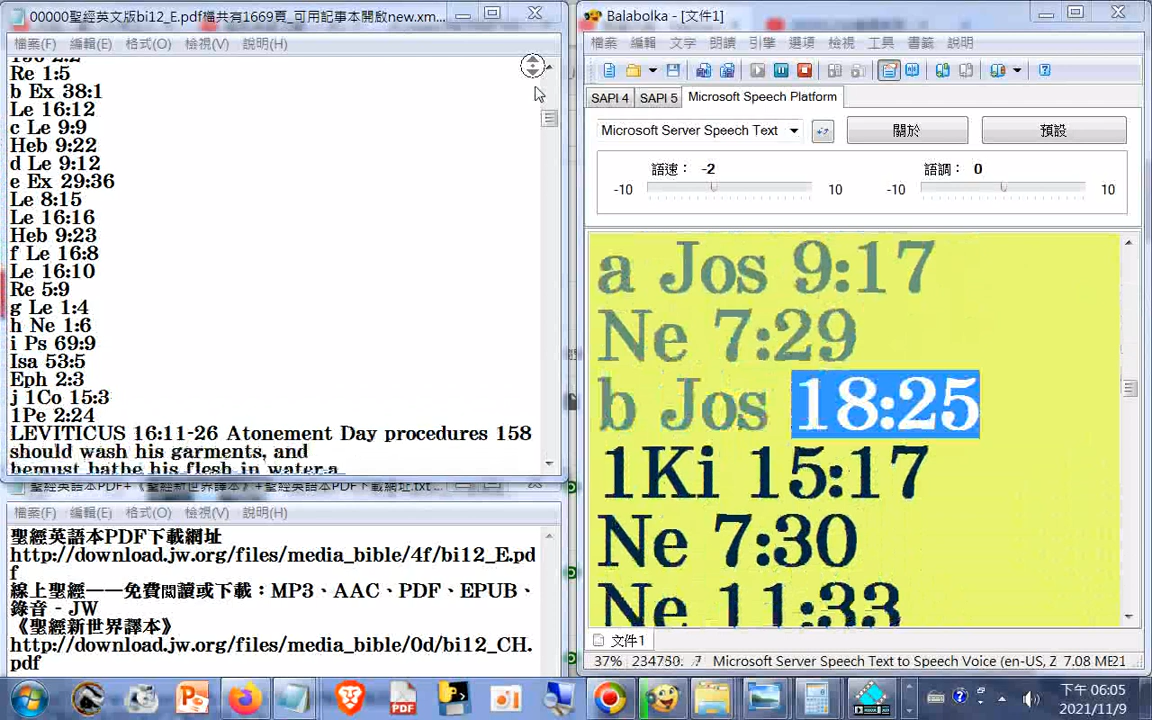 00000聖經英文版bi12_E.pdf檔共有1669頁_可用記事本開啟new.xm...
檔案(F) 編輯(E) 格式(O) 檢視(V) 說明(H)
Re 1:5
b Ex 38:1
Le 16:12
c Le 9:9
Heb 9:22
d Le 9:12
e Ex 29:36
Le 8:15
Le 16:16
Heb 9:23
f Le 16:8
Le 16:10
Re 5:9
g Le 1:4
h Ne 1:6
i Ps 69:9
Isa 53:5
Eph 2:3
j 1Co 15:3
1Pe 2:24
LEVITICUS 16:11-26 Atonement Day procedures 158
should wash his garments, and
hemust bathe his flesh in water.a
聖經英語本PDF+《聖經新世界譯本》+聖經英語本PDF下載網址.txt ...
檔案(F) 編輯(E) 格式(O) 檢視(V) 說明(H)
聖經英語本PDF下載網址
http://download.jw.org/files/media_bible/4f/bi12_E.pd
f
線上聖經——免費閱讀或下載：MP3、AAC、PDF、EPUB、
錄音 - JW
《聖經新世界譯本》
http://download.jw.org/files/media_bible/0d/bi12_CH.
pdf
Balabolka - [文件1]
檔案 編輯 文字 朗讀 引擎 選項 檢視 工具 書籤 說明
SAPI 4 SAPI 5 Microsoft Speech Platform
Microsoft Server Speech Text 關於 預設
語速： -2 語調： 0
-10 10 -10 10
a Jos 9:17
Ne 7:29
b Jos 18:25
1Ki 15:17
Ne 7:30
Ne 11:33
文件1
37% 234750: 7 Microsoft Server Speech Text to Speech Voice (en-US, Z 7.08 ME21
下午 06:05
2021/11/9